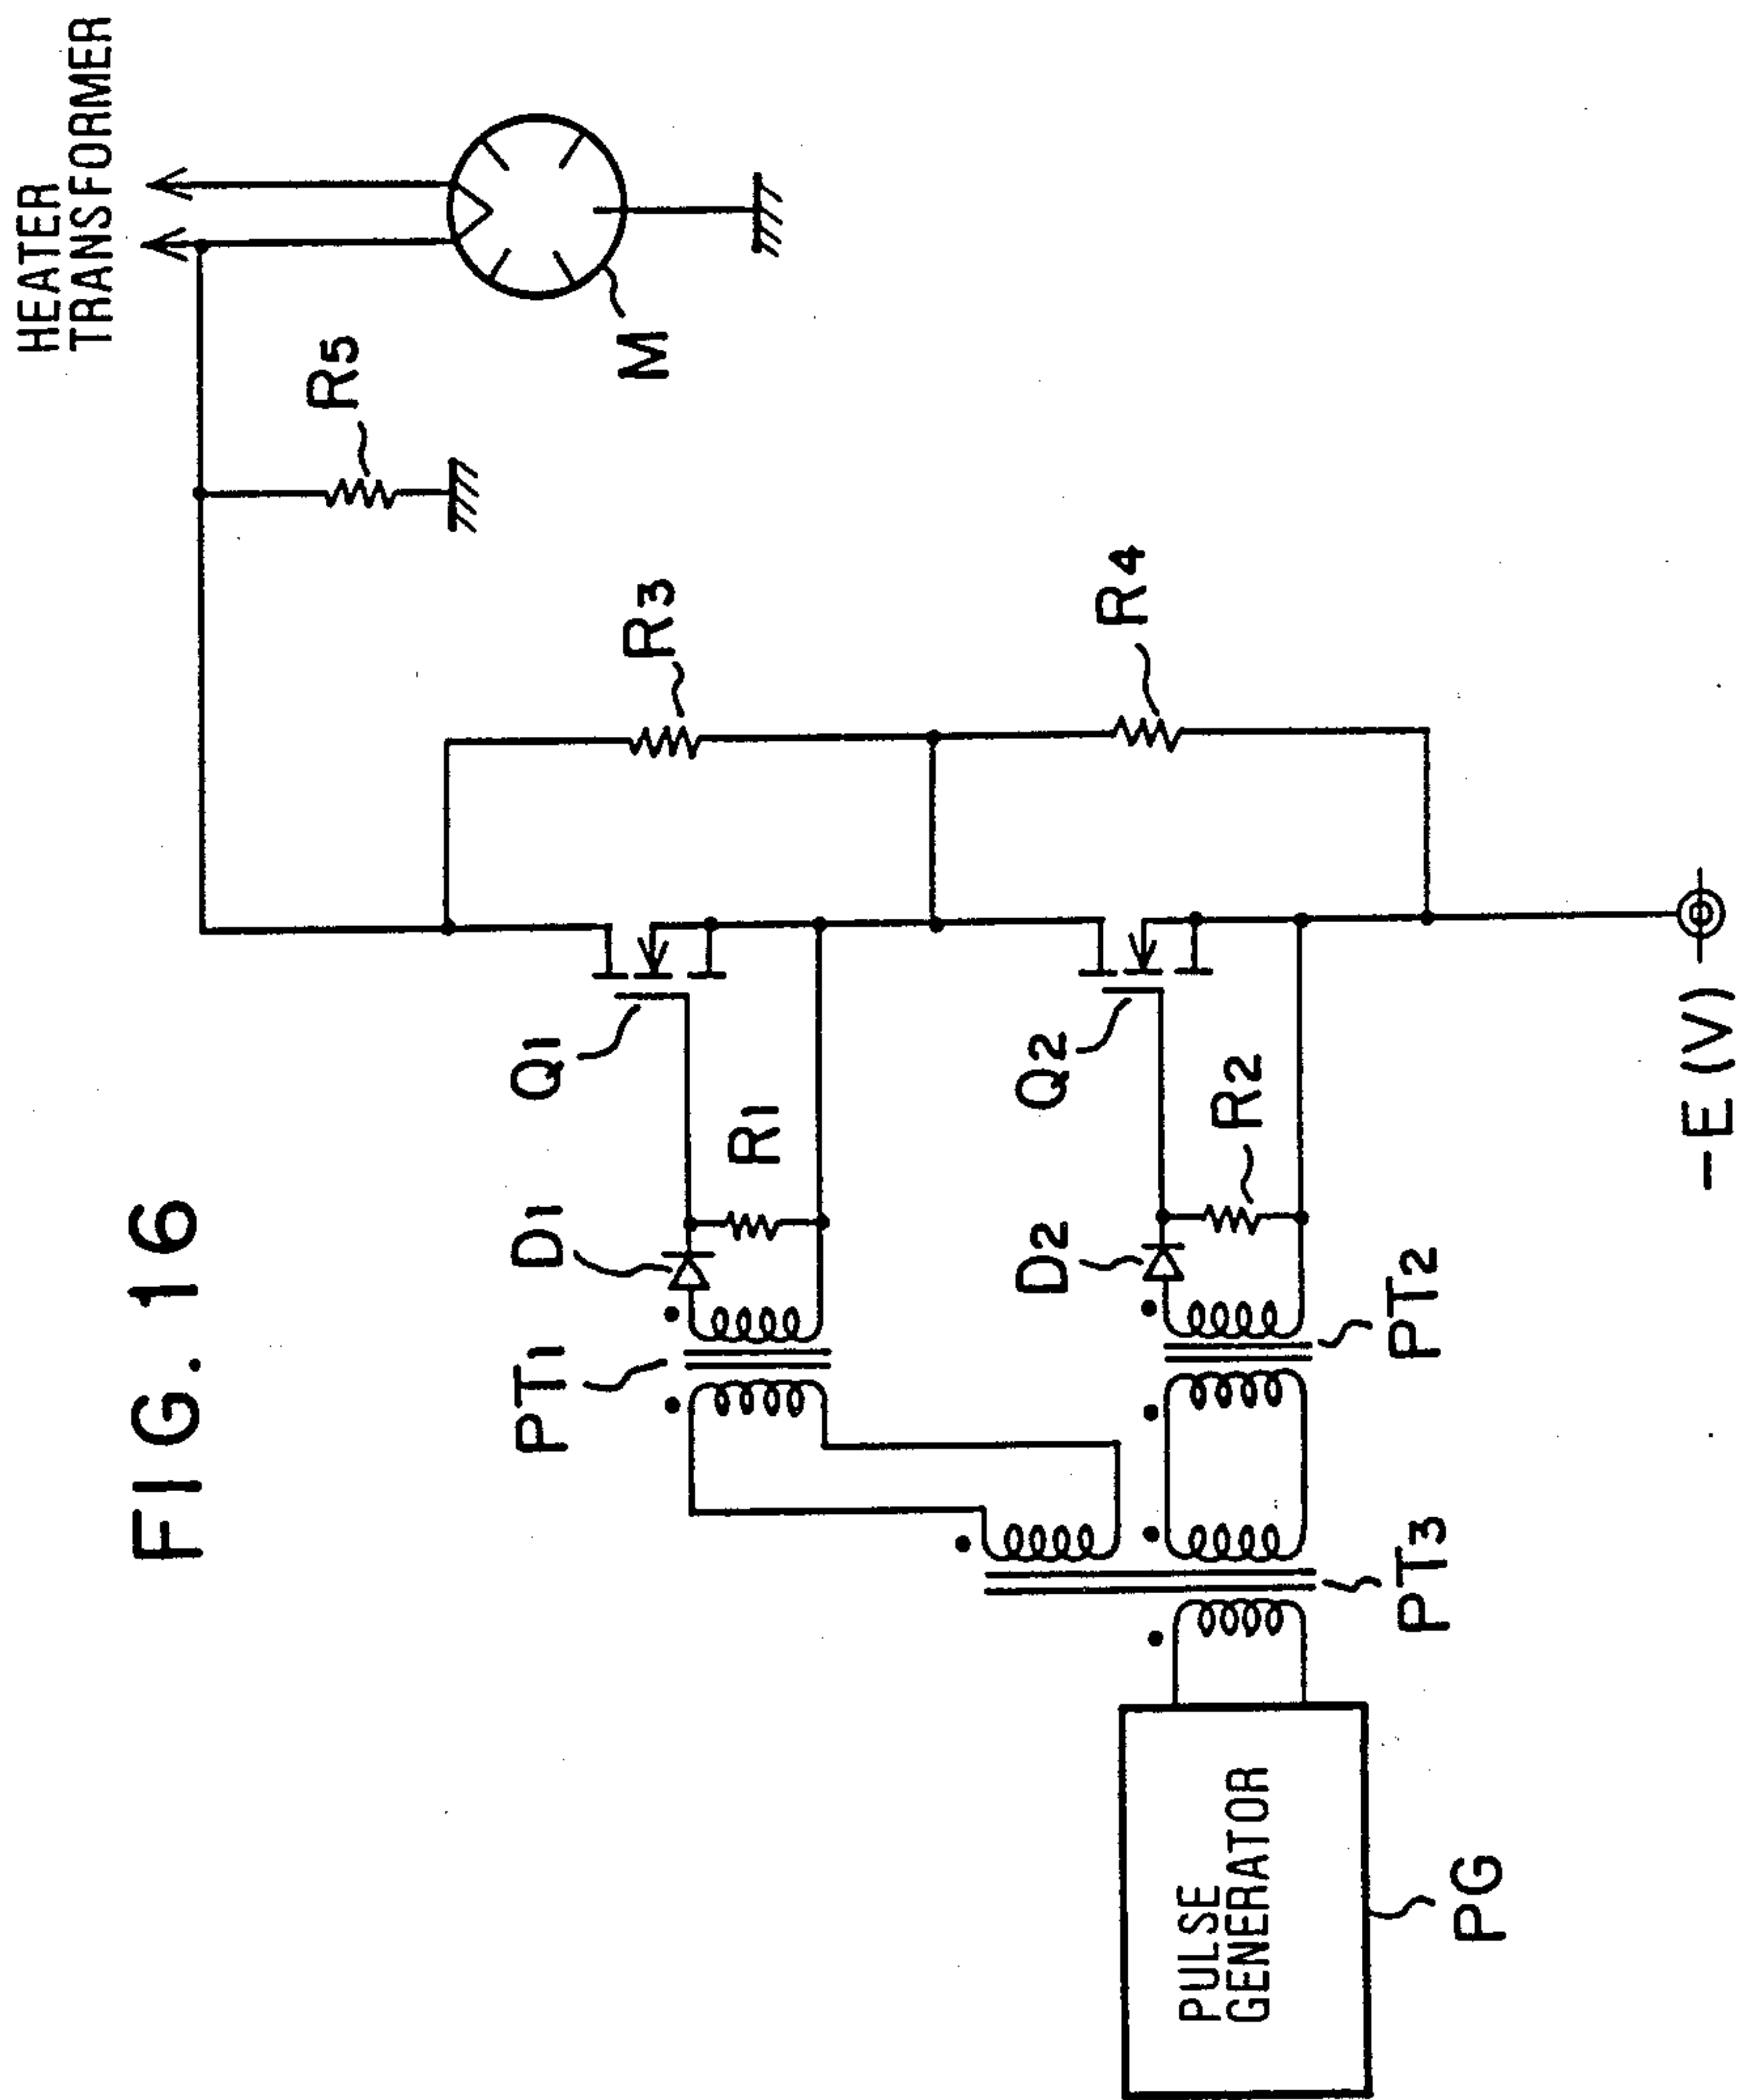 FIG. 16
HEATER
TRANSFORMER
R5
M
R3
R4
Q1
Q2
R1
R2
D1
D2
PT1
PT2
PT3
PULSE
GENERATOR
PG
-E (V)